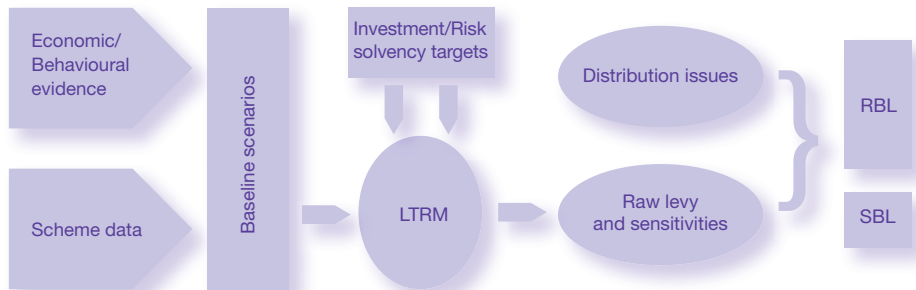 Economic/
Behavioural
evidence
Scheme data
Baseline scenarios
Investment/Risk
solvency targets
LTRM
Distribution issues
Raw levy
and sensitivities
RBL
SBL